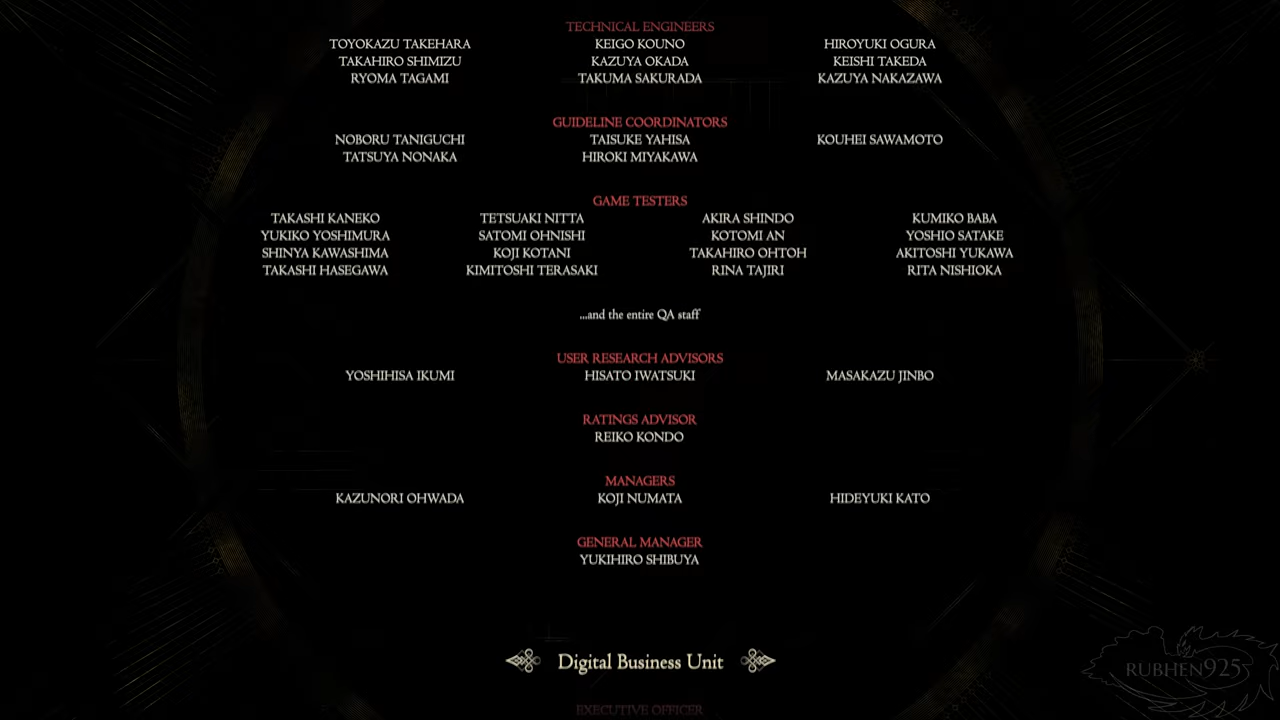 TECHNICAL ENGINEERS
TOYOKAZU TAKEHARA KEIGO KOUNO HIROYUKI OGURA
TAKAHIRO SHIMIZU KAZUYA OKADA KEISHI TAKEDA
RYOMA TAGAMI TAKUMA SAKURADA KAZUYA NAKAZAWA
GUIDELINE COORDINATORS
NOBORU TANIGUCHI TAISUKE YAHISA KOUHEI SAWAMOTO
TATSUYA NONAKA HIROKI MIYAKAWA
GAME TESTERS
TAKASHI KANEKO TETSUAKI NITTA AKIRA SHINDO KUMIKO BABA
YUKIKO YOSHIMURA SATOMI OHNISHI KOTOMI AN YOSHIO SATAKE
SHINYA KAWASHIMA KOJI KOTANI TAKAHIRO OHTOH AKITOSHI YUKAWA
TAKASHI HASEGAWA KIMITOSHI TERASAKI RINA TAJIRI RITA NISHIOKA
...and the entire QA staff
USER RESEARCH ADVISORS
YOSHIHISA IKUMI HISATO IWATSUKI MASAKAZU JINBO
RATINGS ADVISOR
REIKO KONDO
MANAGERS
KAZUNORI OHWADA KOJI NUMATA HIDEYUKI KATO
GENERAL MANAGER
YUKIHIRO SHIBUYA
Digital Business Unit
RUBHEN925
EXECUTIVE OFFICER